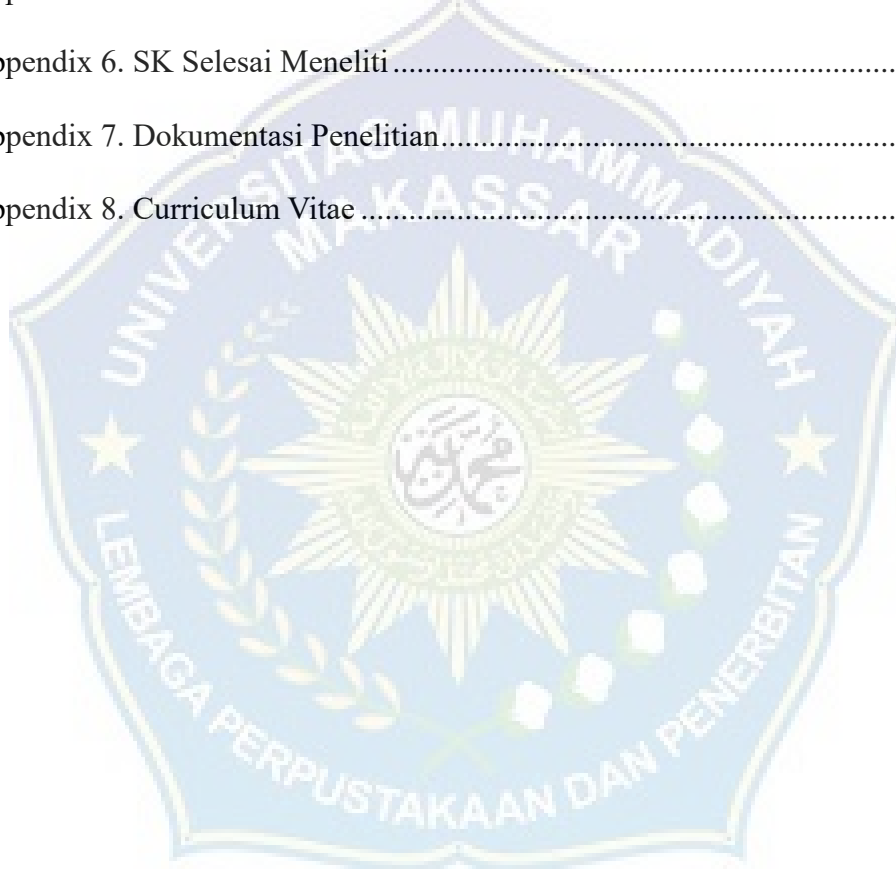 ppendix 6. SK Selesai Meneliti
ppendix 7. Dokumentasi Penelitian
ppendix 8. Curriculum Vitae
UNIVERSITAS MUHAMMADIYAH
MAKASSAR
LEMBAGA PERPUSTAKAAN DAN PENERBITAN